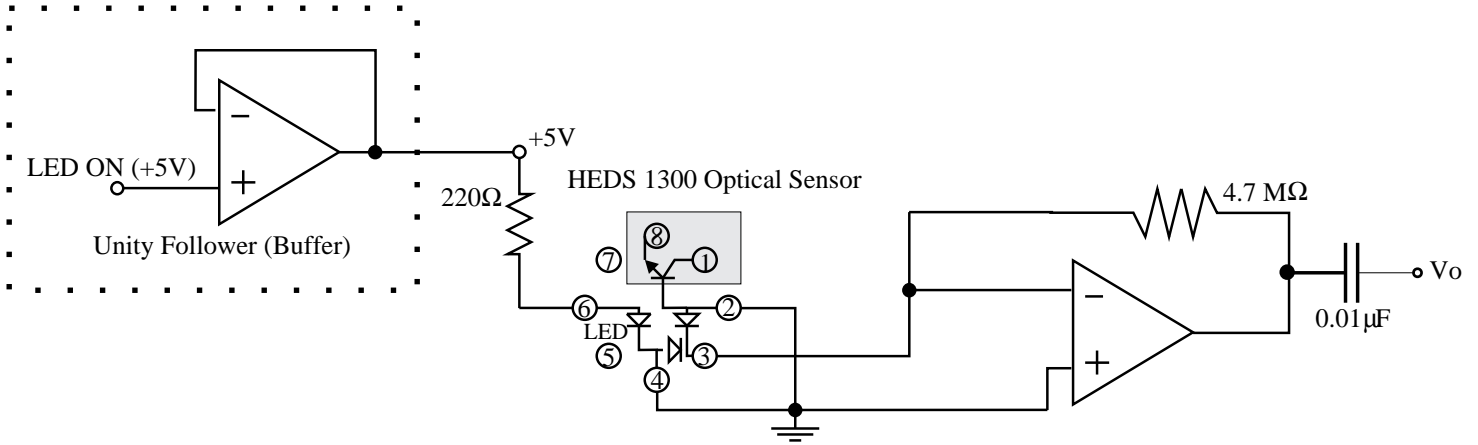 +5V
LED ON (+5V)
HEDS 1300 Optical Sensor
220Ω
4.7 MΩ
Unity Follower (Buffer)
8
7
1
Vo
6
2
0.01µF
LED
5
3
4